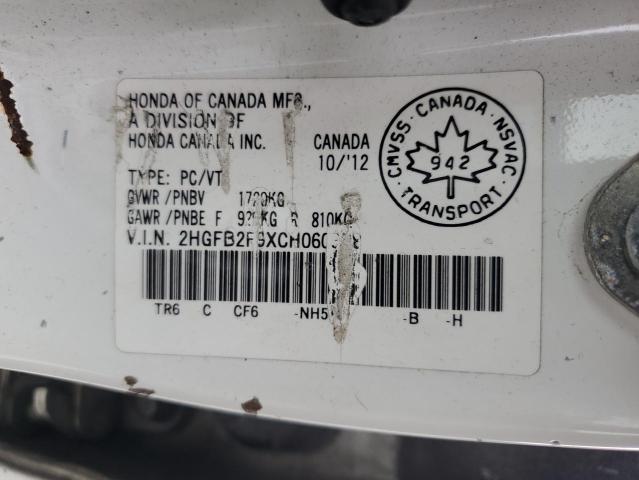 HONDA OF CANADA MFG.,
A DIVISION OF
HONDA CANADA INC. CANADA
10/'12
TYPE: PC/VT
GVWR /PNBV
GAWR /PNBE F R 810KG
V.I.N.
TR6 C CF6 -B -H
CMVSS · CANADA · NSVAC
942
TRANSPORT